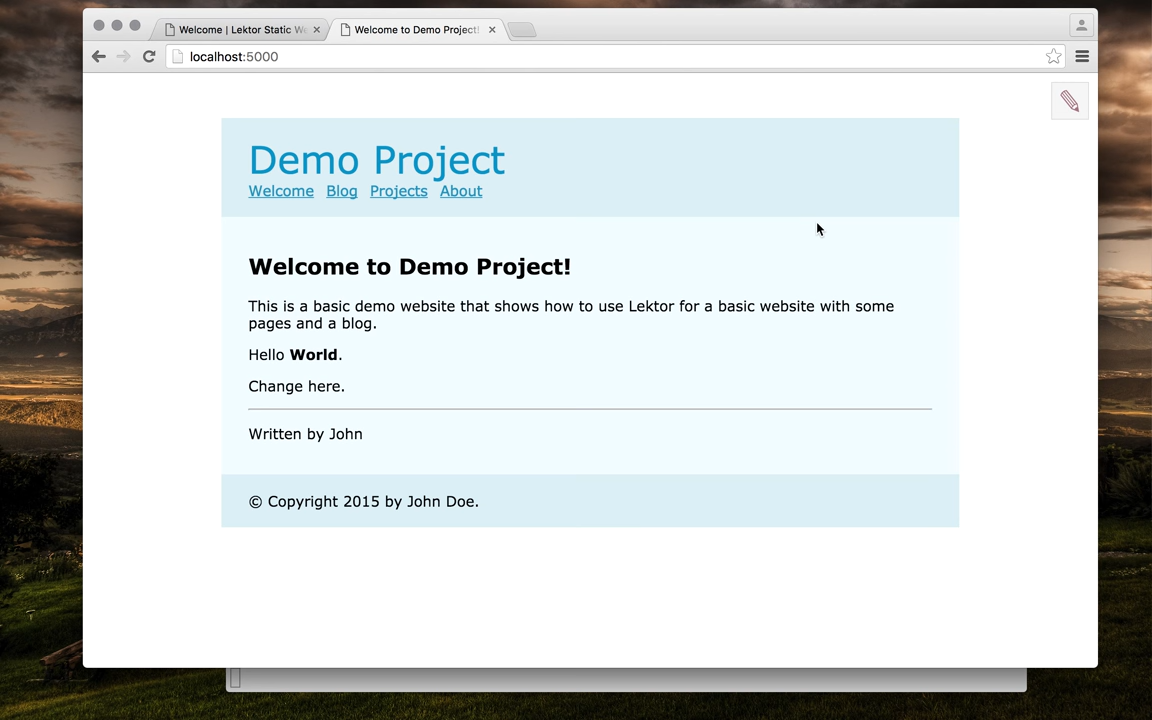 Welcome | Lektor Static W
Welcome to Demo Project!
localhost:5000
Demo Project
Welcome Blog Projects About
Welcome to Demo Project!
This is a basic demo website that shows how to use Lektor for a basic website with some
pages and a blog.
Hello World.
Change here.
Written by John
© Copyright 2015 by John Doe.